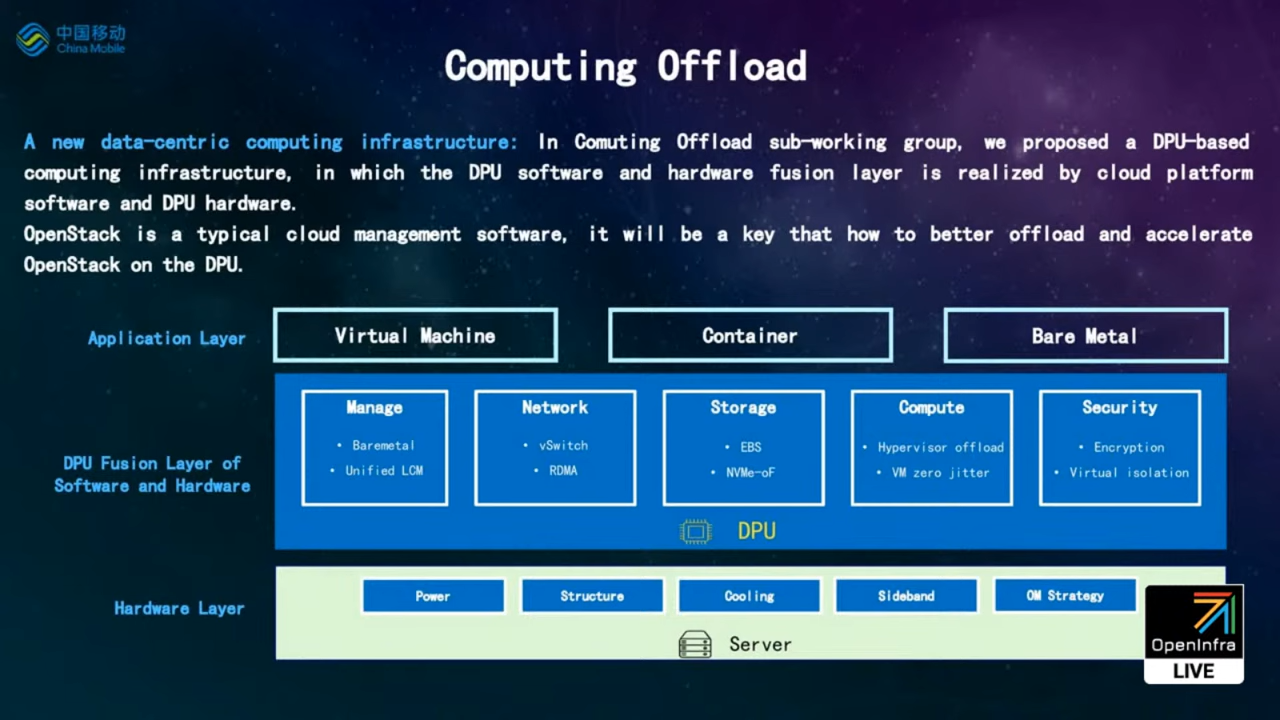 中国移动
China Mobile
Computing Offload
A new data-centric computing infrastructure: In Comuting Offload sub-working group, we proposed a DPU-based
computing infrastructure, in which the DPU software and hardware fusion layer is realized by cloud platform
software and DPU hardware.
OpenStack is a typical cloud management software, it will be a key that how to better offload and accelerate
OpenStack on the DPU.
Application Layer
Virtual Machine
Container
Bare Metal
DPU Fusion Layer of
Software and Hardware
Manage
• Baremetal
• Unified LCM
Network
• vSwitch
• RDMA
Storage
• EBS
• NVMe-oF
Compute
• Hypervisor offload
• VM zero jitter
Security
• Encryption
• Virtual isolation
DPU
Hardware Layer
Power
Structure
Cooling
Sideband
OM Strategy
Server
OpenInfra
LIVE